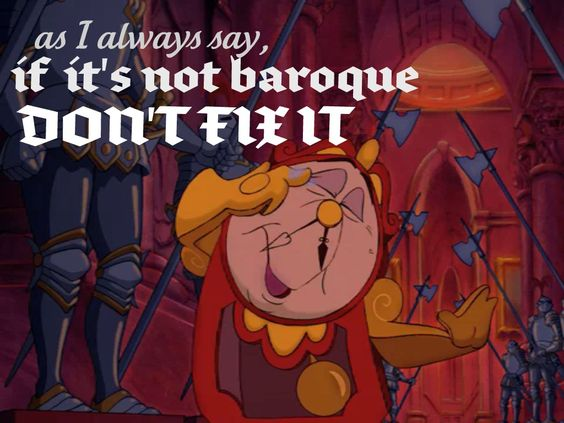 as I always say,
if it's not baroque
DON'T FIX IT